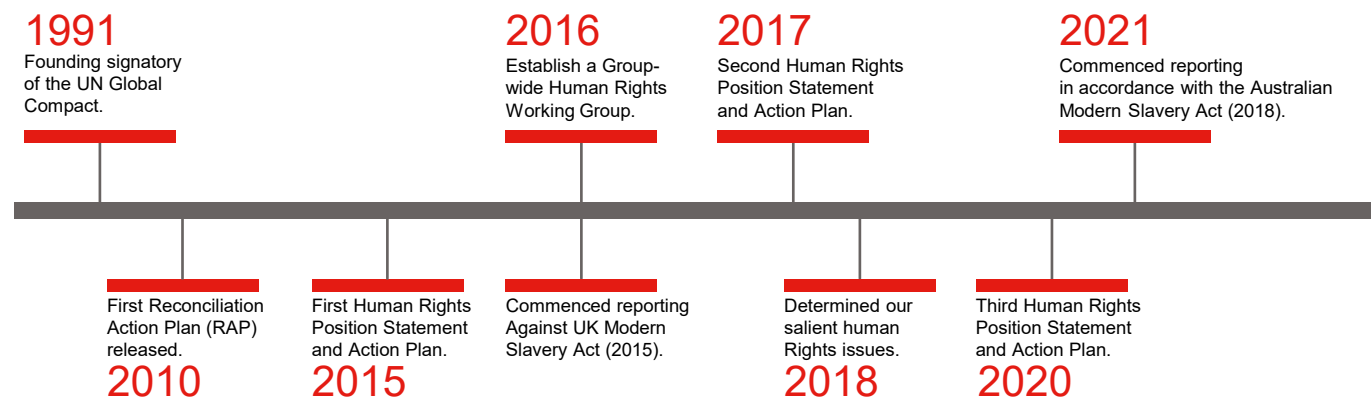 1991
Founding signatory
of the UN Global
Compact.
2016
Establish a Group-
wide Human Rights
Working Group.
2017
Second Human Rights
Position Statement
and Action Plan.
2021
Commenced reporting
in accordance with the Australian
Modern Slavery Act (2018).
First Reconciliation
Action Plan (RAP)
released.
2010
First Human Rights
Position Statement
and Action Plan.
2015
Commenced reporting
Against UK Modern
Slavery Act (2015).
Determined our
salient human
Rights issues.
2018
Third Human Rights
Position Statement
and Action Plan.
2020